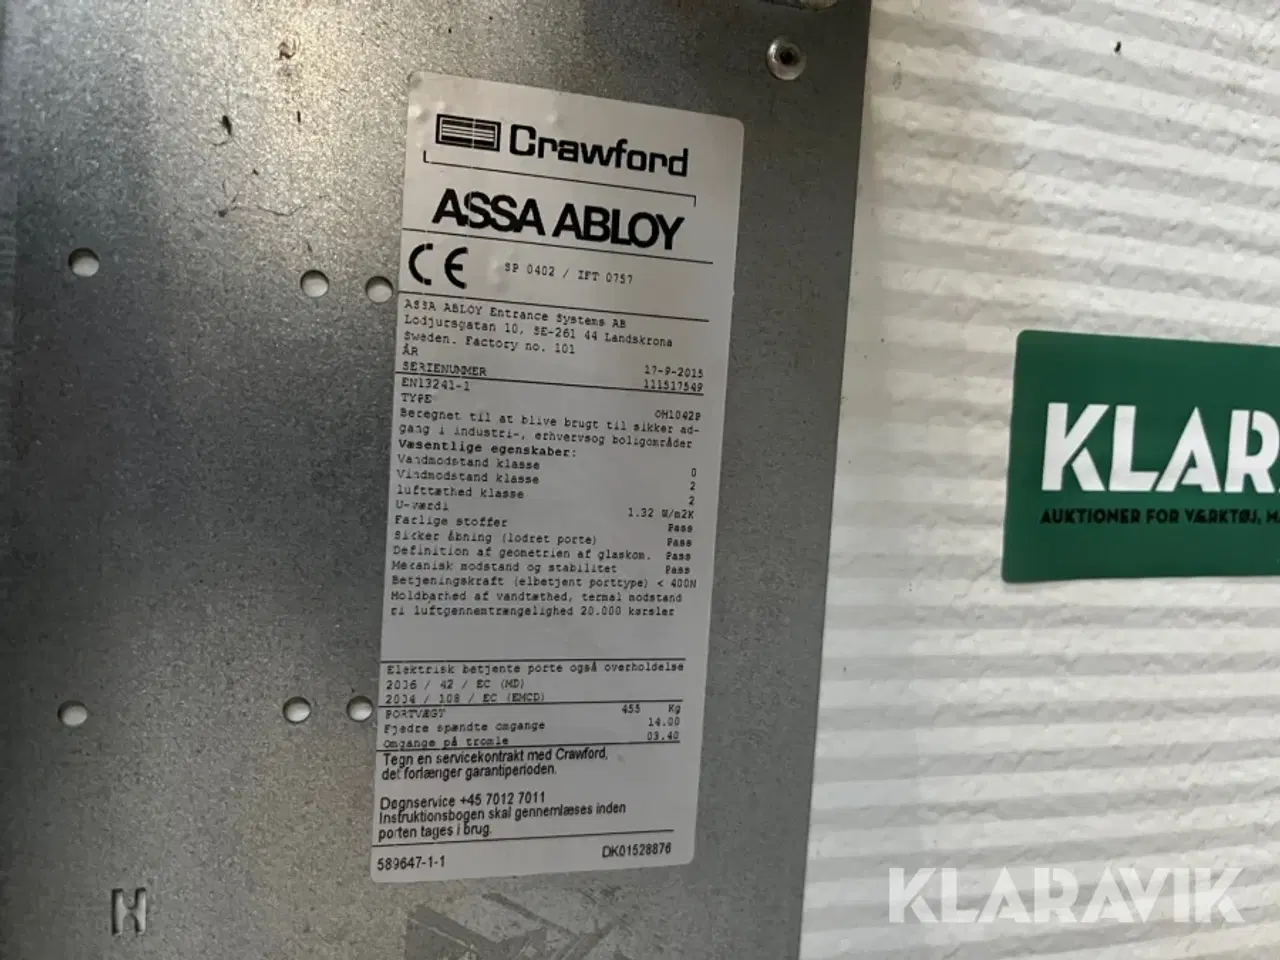 Crawford
ASSA ABLOY
CE SP 0402 / IFT 0757
ASSA ABLOY Entrance Systems AB
Lodjursgatan 10, SE-261 44 Landskrona
Sweden. Factory no. 101
ÅR 17-9-2015
SERIENUMMER 111517549
EN13241-1
TYPE OH1042P
Beregnet til at blive brugt til sikker ad-
gang i industri-, erhvervsog boligområder
Væsentlige egenskaber:
Vandmodstand klasse 0
Vindmodstand klasse 2
lufttæthed klasse 2
U-værdi 1.32 W/m2K
Farlige stoffer Pass
Sikker åbning (lodret porte) Pass
Definition af geometrien af glaskom. Pass
Mecanisk modstand og stabilitet Pass
Betjeningskraft (elbetjent porttype) < 400N
Holdbarhed af vandtæthed, termal modstand
ri luftgennemtrængelighed 20.000 kørsler
Elektrisk betjente porte også overholdelse
2006 / 42 / EC (MD)
2004 / 108 / EC (EMCD)
PORTVÆGT 455 Kg
Fjedre spændte omgange 14.00
Omgange på tromle 03.40
Tegn en servicekontrakt med Crawford,
det forlænger garantiperioden.
Døgnservice +45 7012 7011
Instruktionsbogen skal gennemlæses inden
porten tages i brug.
589647-1-1 DK01528876
H
KLAR
AUKTIONER FOR VÆRKTØJ,
KLARAVIK